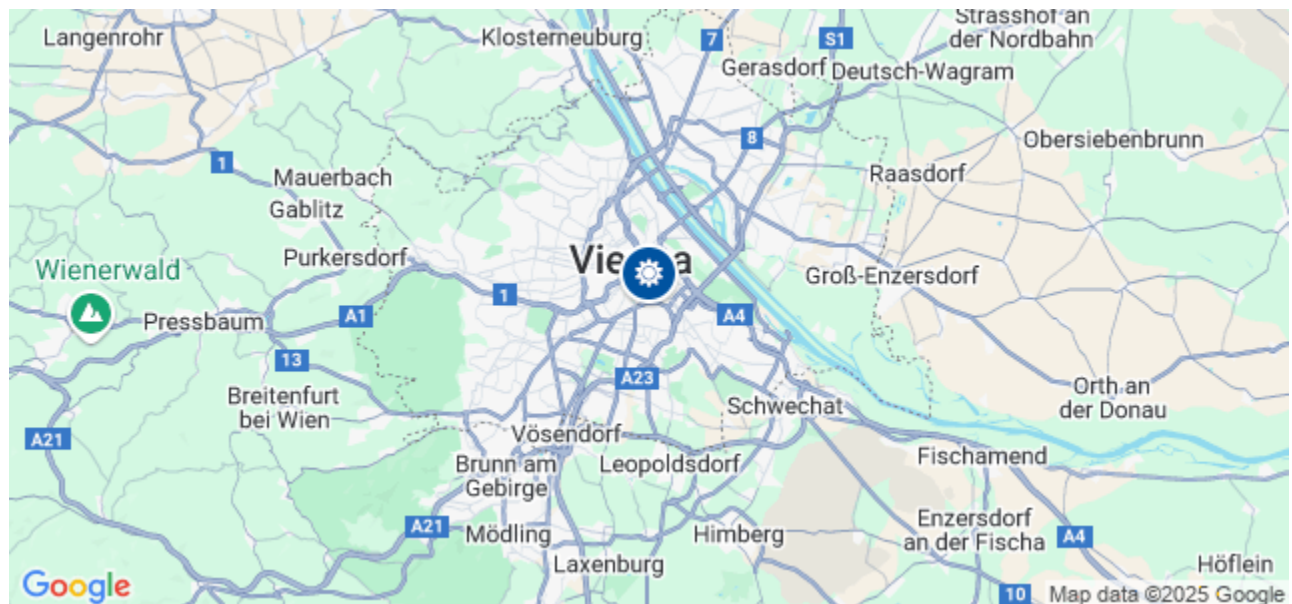 Strasshof an
der Nordbahn
Langenrohr
Klosterneuburg
7
S1
Gerasdorf
Deutsch-Wagram
8
Obersiebenbrunn
1
Mauerbach
Raasdorf
Gablitz
Purkersdorf
Wienerwald
Groß-Enzersdorf
1
Pressbaum
A1
A4
13
A23
Breitenfurt
bei Wien
Orth an
der Donau
Schwechat
A21
Vösendorf
Brunn am
Gebirge
Leopoldsdorf
Fischamend
A21
Mödling
Himberg
Enzersdorf
an der Fischa
A4
Laxenburg
Höflein
Google
10
Map data ©2025 Google